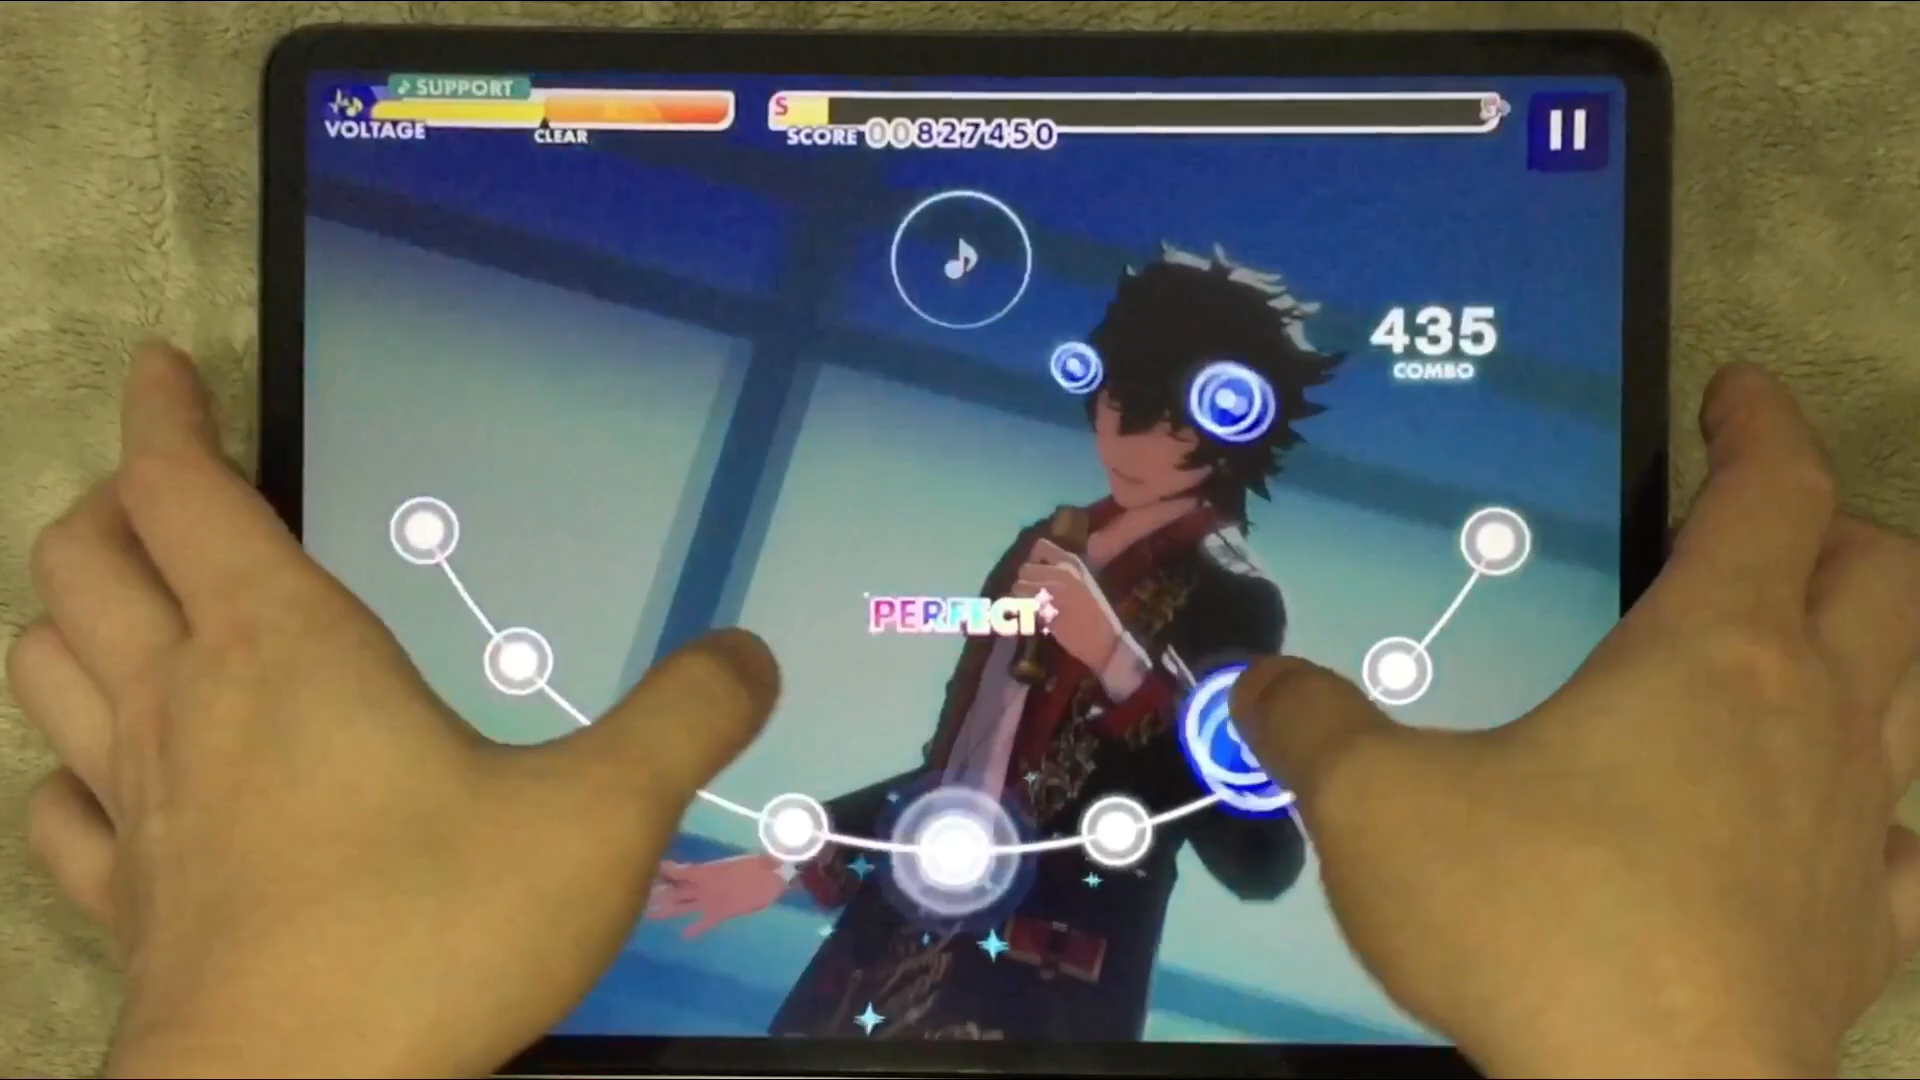 ♪ SUPPORT
VOLTAGE
CLEAR
S
S+
SCORE 00827450
435
COMBO
PERFECT